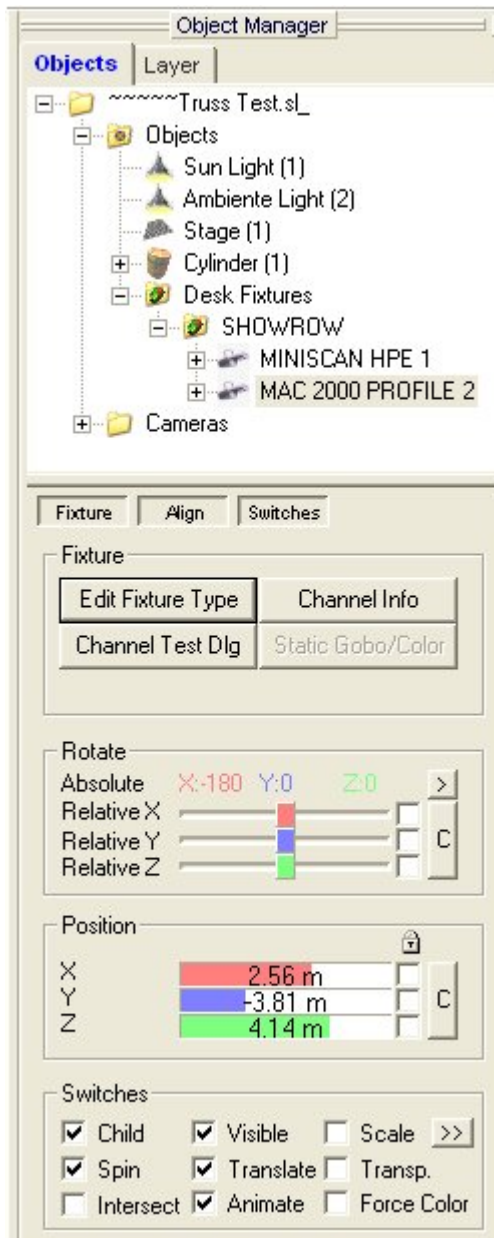 Object Manager
Objects Layer
~~~~~Truss Test.sl_
Objects
Sun Light (1)
Ambiente Light (2)
Stage (1)
Cylinder (1)
Desk Fixtures
SHOWROW
MINISCAN HPE 1
MAC 2000 PROFILE 2
Cameras
Fixture Align Switches
Fixture
Edit Fixture Type Channel Info
Channel Test Dlg Static Gobo/Color
Rotate
Absolute X:-180 Y:0 Z:0 >
Relative X
Relative Y C
Relative Z
Position
X 2.56 m
Y -3.81 m C
Z 4.14 m
Switches
Child Visible Scale >>
Spin Translate Transp.
Intersect Animate Force Color